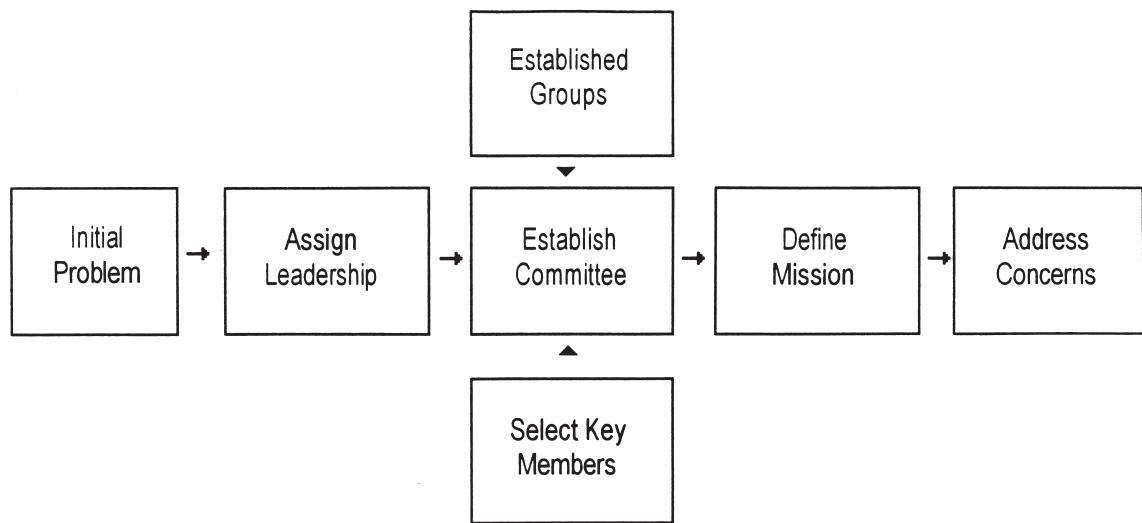 Established
Groups
Initial
Problem
Assign
Leadership
Establish
Committee
Define
Mission
Address
Concerns
Select Key
Members